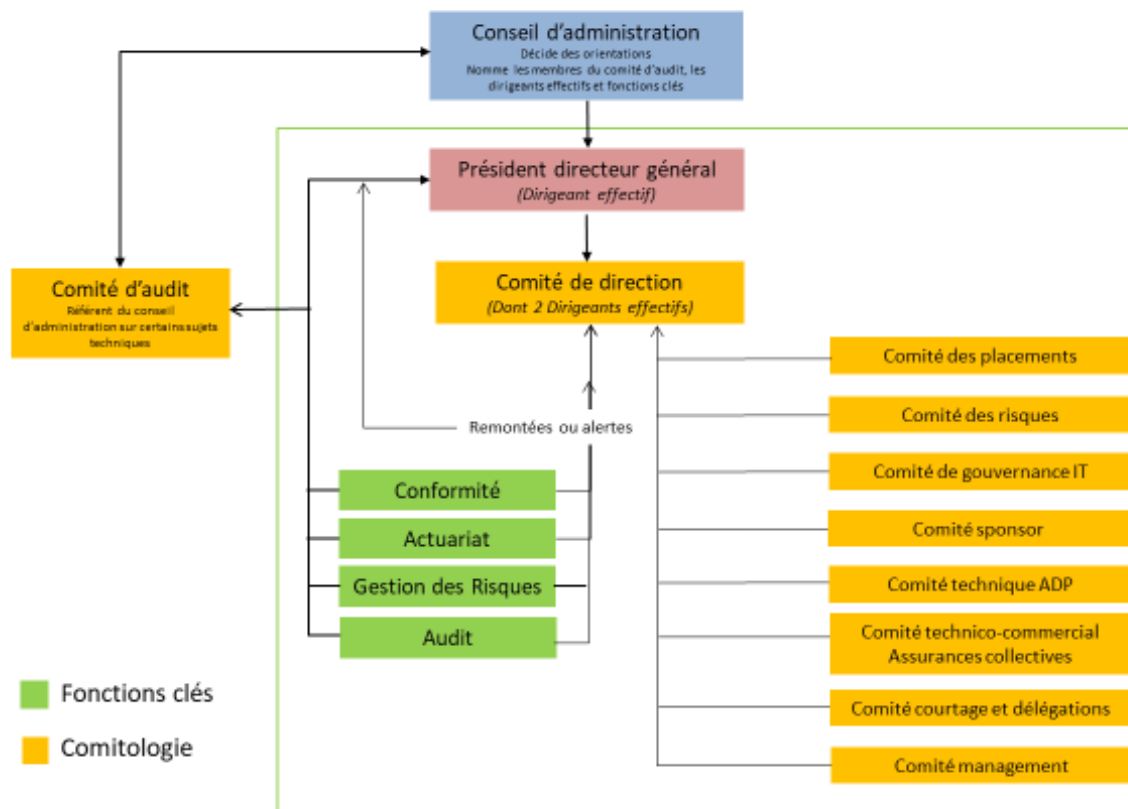 Conseil d'administration
Décide des orientations
Nomme les membres du comité d'audit, les
dirigeants effectifs et fonctions clés
Président directeur général
(Dirigeant effectif)
Comité d'audit
Référent du conseil
d'administration sur certains sujets
techniques
Comité de direction
(Dont 2 Dirigeants effectifs)
Comité des placements
Comité des risques
Remontées ou alertes
Comité de gouvernance IT
Conformité
Comité sponsor
Actuariat
Comité technique ADP
Gestion des Risques
Comité technico-commercial
Assurances collectives
Audit
Fonctions clés
Comité courtage et délégations
Comitologie
Comité management